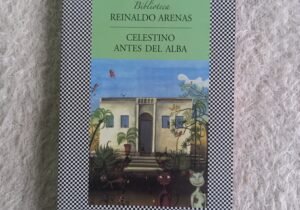 Biblioteca
REINALDO ARENAS
CELESTINO
ANTES DEL ALBA